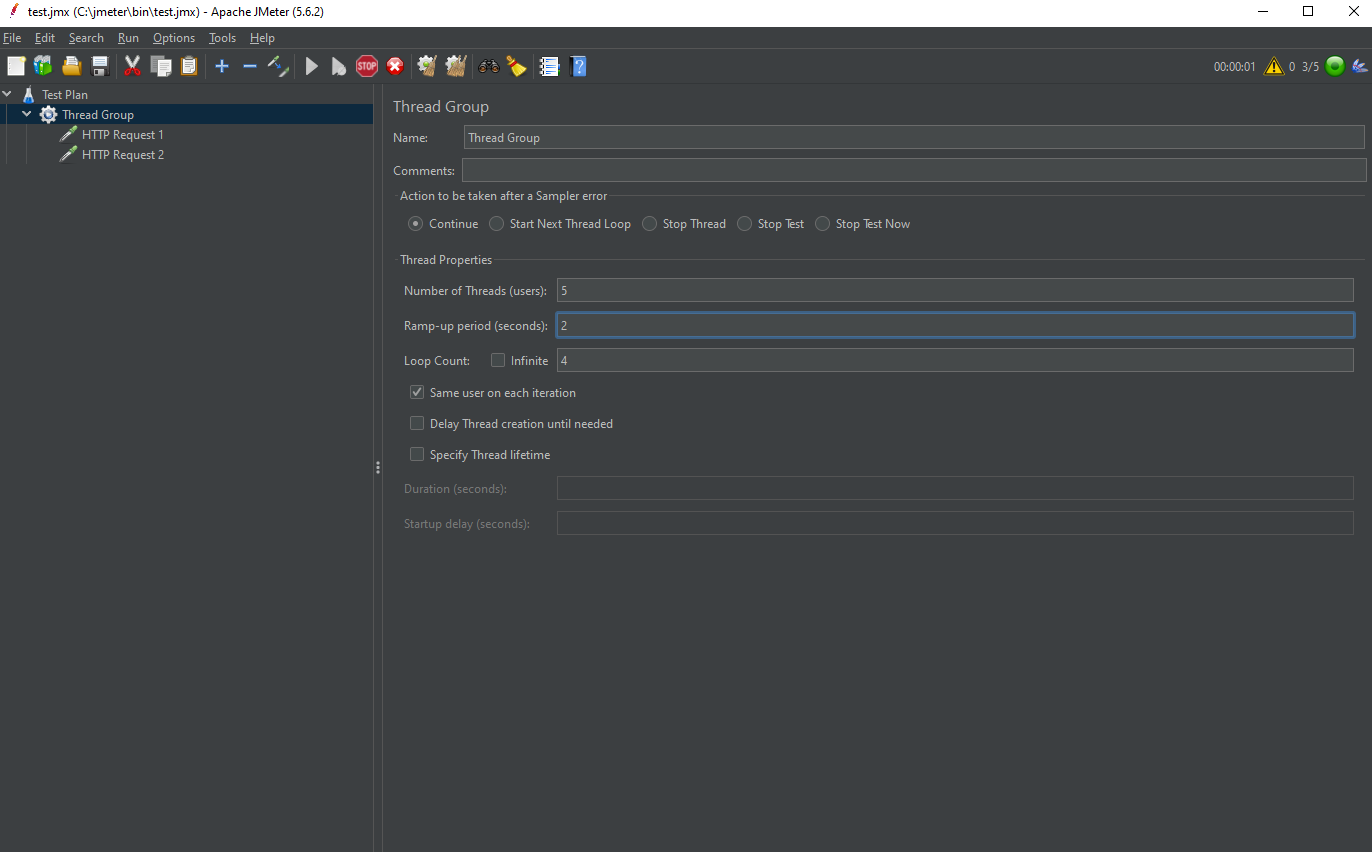 test.jmx (C:\jmeter\bin\test.jmx) - Apache JMeter (5.6.2)
File Edit Search Run Options Tools Help
STOP ? 00:00:01 0 3/5
Test Plan
Thread Group
HTTP Request 1
HTTP Request 2
Thread Group
Name: Thread Group
Comments:
Action to be taken after a Sampler error
Continue Start Next Thread Loop Stop Thread Stop Test Stop Test Now
Thread Properties
Number of Threads (users): 5
Ramp-up period (seconds): 2
Loop Count: Infinite 4
Same user on each iteration
Delay Thread creation until needed
Specify Thread lifetime
Duration (seconds):
Startup delay (seconds):